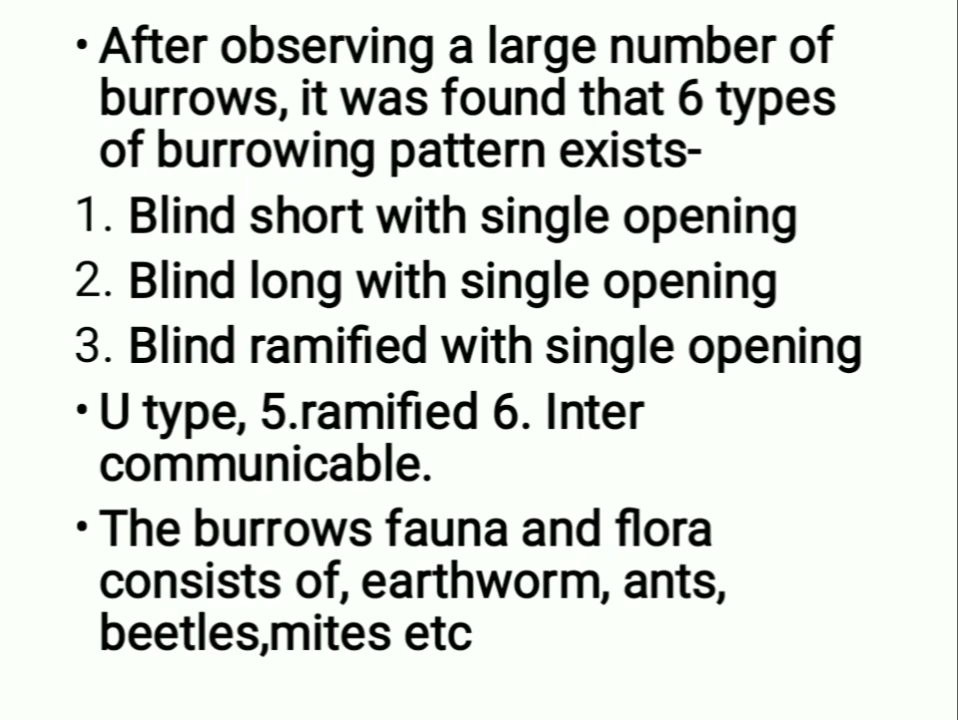 • After observing a large number of
burrows, it was found that 6 types
of burrowing pattern exists-
1. Blind short with single opening
2. Blind long with single opening
3. Blind ramified with single opening
• U type, 5.ramified 6. Inter
communicable.
• The burrows fauna and flora
consists of, earthworm, ants,
beetles,mites etc